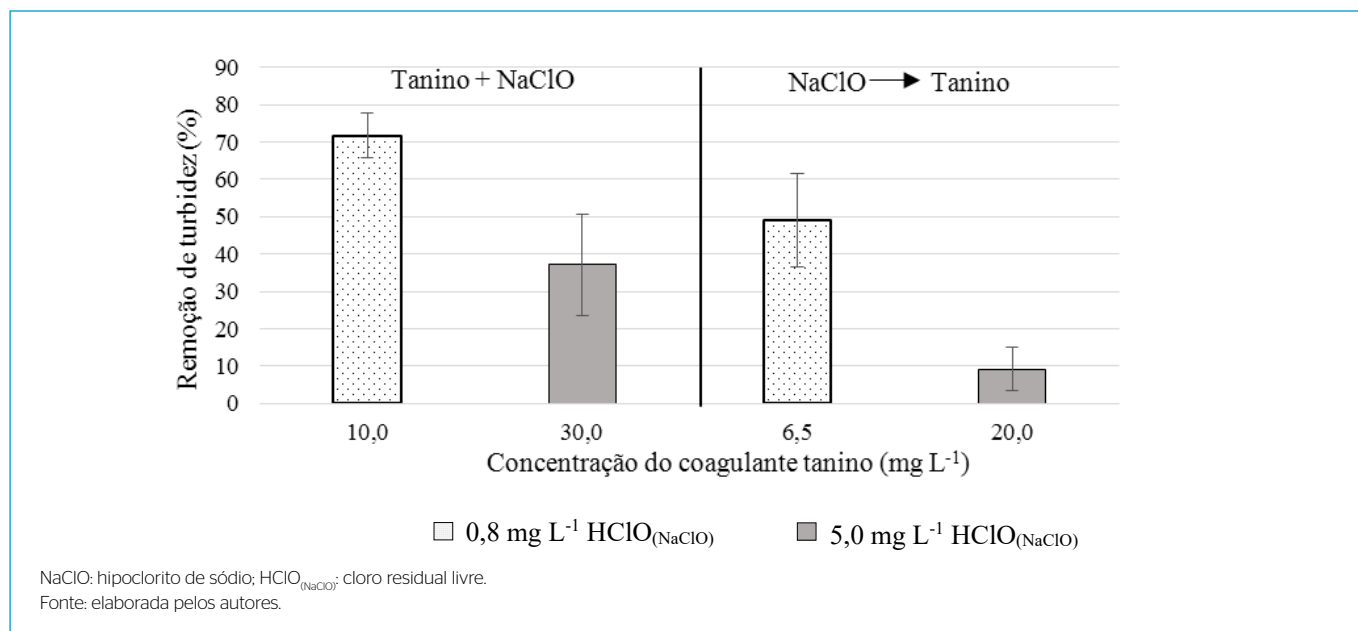 Tanino + NaClO
NaClO → Tanino
Remoção de turbidez (%)
90
80
70
60
50
40
30
20
10
0
10,0 30,0 6,5 20,0
Concentração do coagulante tanino (mg L⁻¹)
0,8 mg L⁻¹ HClO(NaClO) 5,0 mg L⁻¹ HClO(NaClO)
NaClO: hipoclorito de sódio; HClO(NaClO): cloro residual livre.
Fonte: elaborada pelos autores.